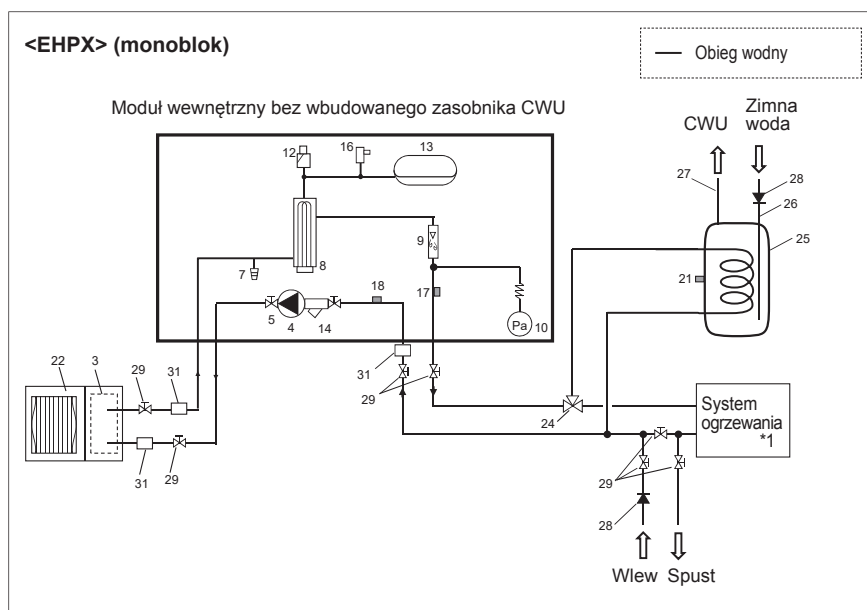 <EHPX> (monoblok)
Obieg wodny
Moduł wewnętrzny bez wbudowanego zasobnika CWU
CWU
Zimna
woda
12
16
13
27
28
26
25
9
7
8
21
18
17
5
4
14
Pa
10
22
3
29
31
31
29
24
System
ogrzewania
*1
31
29
29
28
Wlew
Spust